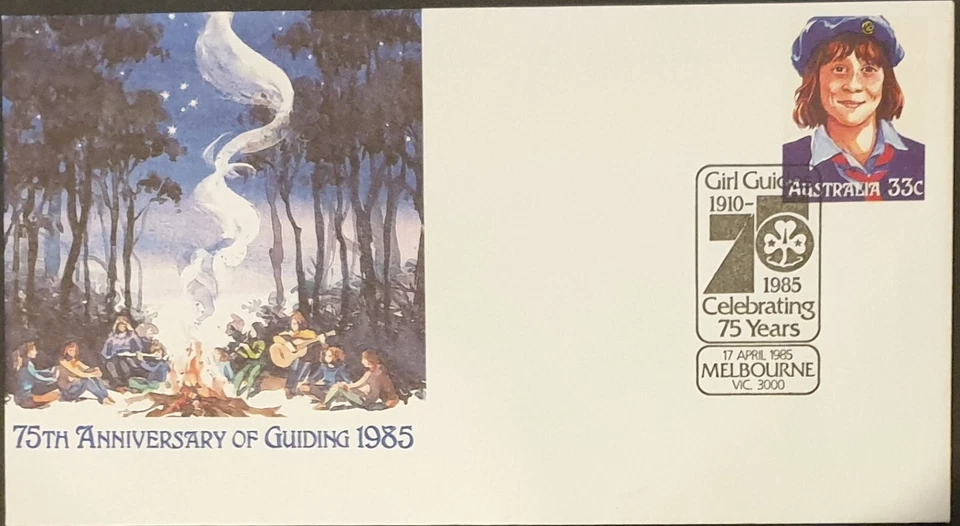 AUSTRALIA 33C
Girl Guides
1910-
75
1985
Celebrating
75 Years
17 APRIL 1985
MELBOURNE
VIC. 3000
75TH ANNIVERSARY OF GUIDING 1985